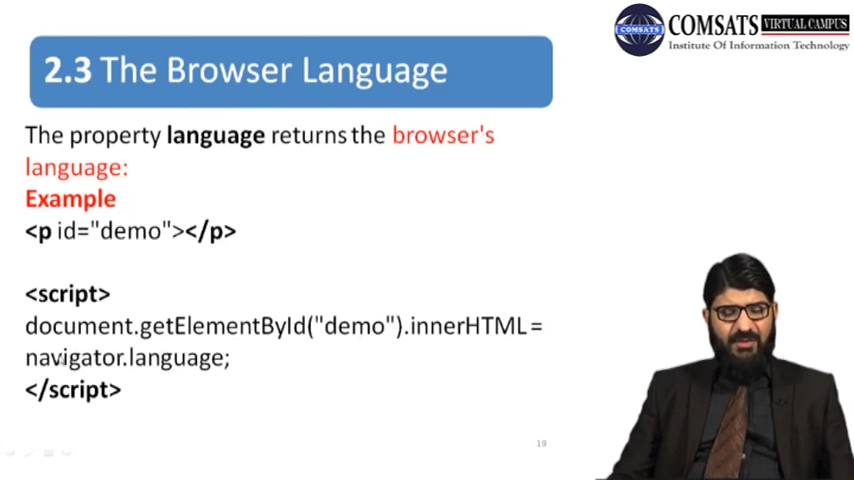 COMSATS VIRTUAL CAMPUS
Institute Of Information Technology
COMSATS
2.3 The Browser Language
The property language returns the browser's
language:
Example
<p id="demo"></p>
<script>
document.getElementById("demo").innerHTML =
navigator.language;
</script>
19